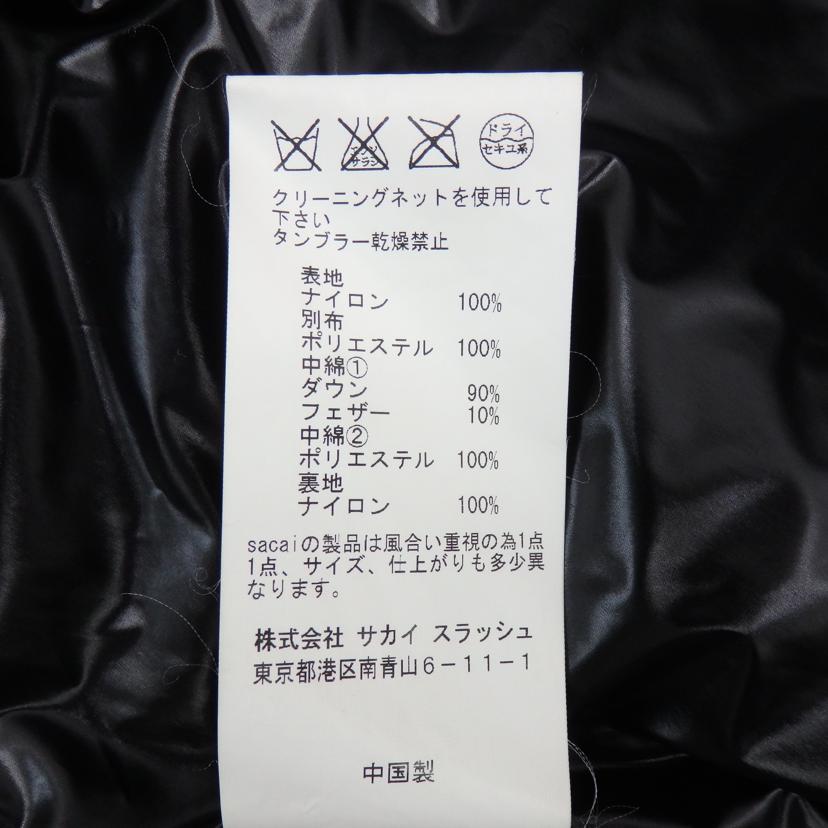 エンソ サラシ ドライ
セキユ系
クリーニングネットを使用して
下さい
タンブラー乾燥禁止
表地
ナイロン 100%
別布
ポリエステル 100%
中綿①
ダウン 90%
フェザー 10%
中綿②
ポリエステル 100%
裏地
ナイロン 100%
sacaiの製品は風合い重視の為1点
1点、サイズ、仕上がりも多少異
なります。
株式会社 サカイ スラッシュ
東京都港区南青山6-11-1
中国製